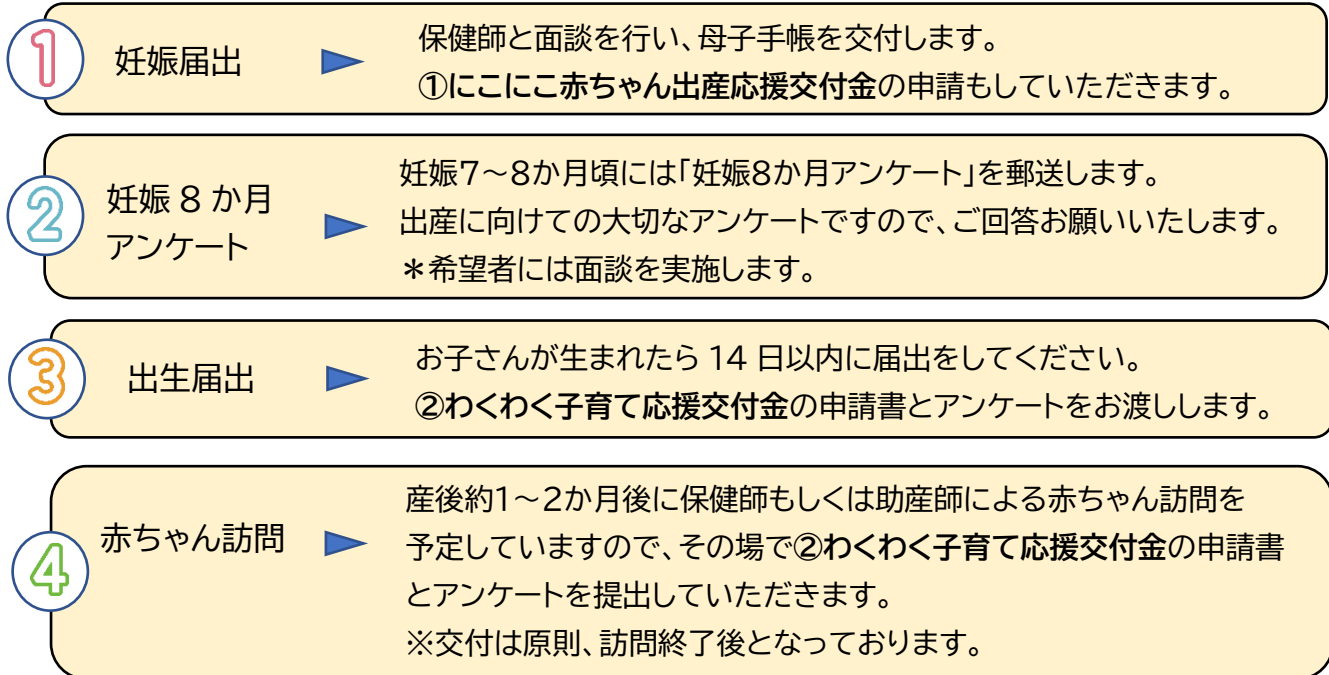 1
妊娠届出
保健師と面談を行い、母子手帳を交付します。
①にこにこ赤ちゃん出産応援交付金の申請もしていただきます。
2
妊娠8か月
アンケート
妊娠7～8か月頃には「妊娠8か月アンケート」を郵送します。
出産に向けての大切なアンケートですので、ご回答お願いいたします。
＊希望者には面談を実施します。
3
出生届出
お子さんが生まれたら 14 日以内に届出をしてください。
②わくわく子育て応援交付金の申請書とアンケートをお渡しします。
4
赤ちゃん訪問
産後約1～2か月後に保健師もしくは助産師による赤ちゃん訪問を
予定していますので、その場で②わくわく子育て応援交付金の申請書
とアンケートを提出していただきます。
※交付は原則、訪問終了後となっております。